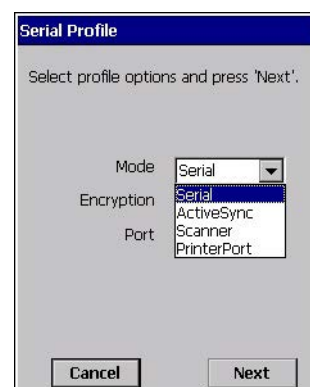 Serial Profile
Select profile options and press 'Next'.
Mode Serial
Serial
Encryption
ActiveSync
Port Scanner
PrinterPort
Cancel Next